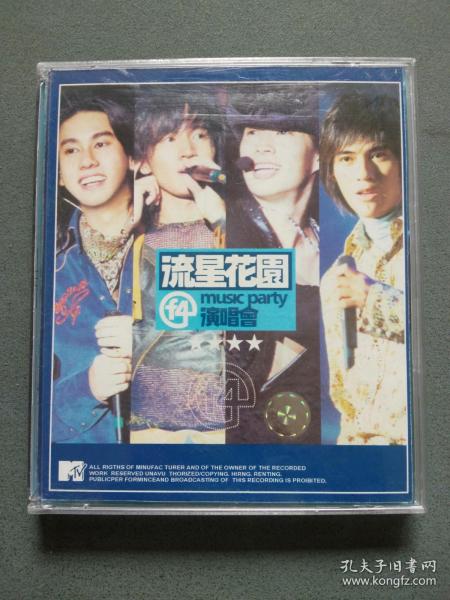 流星花園
f4 music party
演唱會
★★★★
f4
MTV
ALL RIGTHS OF MINUFAC TURER AND OF THE OWNER OF THE RECORDED
WORK RESERVED UNAVU THORIZED/COPYING. HIRNG. RENTING.
PUBLICPER FORMINCEAND BROADCASTING OF THIS RECORDING IS PROIBITED.
孔夫子旧书网
www.kongfz.com